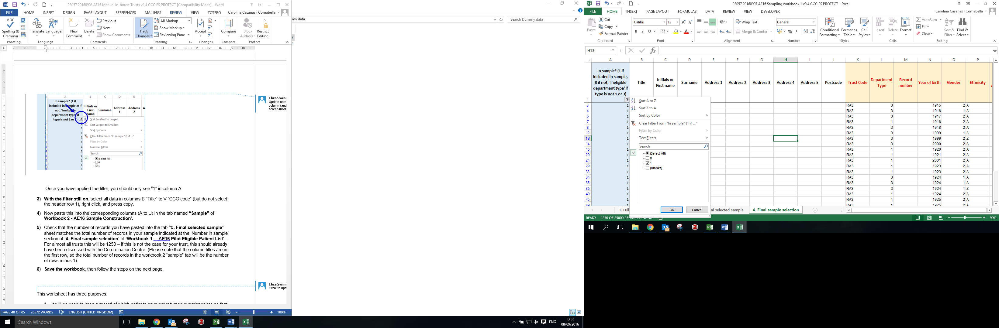 P3057 20160908 AE16 Manual In-house Trusts v2.4 CCC ES PROTECT [Compatibility Mode] - Word
FILE HOME INSERT DESIGN PAGE LAYOUT REFERENCES MAILINGS REVIEW VIEW ZOTERO Carolina Casanas i Comabella
ABC Spelling & Grammar
ABC 123
Proofing
Translate Language
Language
New Comment Delete Previous Next Show Comments
Comments
Track Changes All Markup Show Markup Reviewing Pane
Tracking
Accept
Changes
Compare
Compare
Block Authors Restrict Editing
Protect
2 1 1 2 3 4 5 6 7 8 9 10 11 12 13 14 15 16 18
A B C D E
In sample? (1 if included in sample, 0 if not, 'ineligible department type' if type is not 1 or 3)
Initials or First name
Surname
Address 1
Address 2
A
Sort Smallest to Largest
Sort Largest to Smallest
Sort by Color
Clear Filter From "In sample? (1 if ..."
Filter by Color
Number Filters
Search
(Select All)
0
1
Eliza Swinn
Update scre
column (and
screenshots
Once you have applied the filter, you should only see “1” in column A.
3) With the filter still on, select all data in columns B “Title” to V “CCG code” (but do not select
the header row 1), right click, and press copy.
4) Now paste this into the corresponding columns (A to U) in the tab named “Sample” of
Workbook 2 - AE16 Sample Construction’.
5) Check that the number of records you have pasted into the tab “5. Final selected sample”
sheet matches the total number of records in your sample indicated at the ‘Number in sample’
section of ‘4. Final sample selection’ of ‘Workbook 1 – AE16 Pilot Eligible Patient List’–
For almost all trusts this will be 1250 – if this is not the case for your trust, this should already
have been discussed with the Co-ordination Centre. (Please note that the column titles are in
the first row, so the total number of records in the workbook 2 “sample” tab will be the number
of rows minus 1).
6) Save the workbook, then follow the steps on the next page.
Eliza Swinn
Eliza: to upd
This worksheet has three purposes:
PAGE 40 OF 85 26572 WORDS ENGLISH (UNITED KINGDOM) 100%
Search Windows
ENG
13:35
08/09/2016
my data
Search Dummy data
P3057 20160907 AE16 Sampling workbook 1 v0.4 CCC ES PROTECT - Excel
FILE HOME INSERT PAGE LAYOUT FORMULAS DATA REVIEW VIEW DEVELOPER Carolina Casanas i Comabella
Paste Cut Copy Format Painter
Clipboard
Calibri 12
B I U
Font
Wrap Text
Merge & Center
Alignment
General
Number
Conditional Formatting Format as Table Cell Styles
Styles
Insert Delete Format
Cells
AutoSum Fill Clear Sort & Filter Find & Select
Editing
H13
A B C D E F G H I J K L M N O P
In sample? (1 if included in sample, 0 if not, 'ineligible department type' if type is not 1 or 3)
Title
Initials or First name
Surname
Address 1
Address 2
Address 3
Address 4
Address 5
Postcode
Trust Code
Department Type
Record number
Year of birth
Gender
Ethnicity
1
3 1 RA3 3 1915 2 A
4 1 RA3 3 1916 1 A
6 1 RA3 3 1917 2 A
7 1 RA3 1 1918 2 A
8 1 RA3 3 1918 2 A
12 1 RA3 3 1999 1 A
13 1 RA3 3 1999 2 Z
14 1 RA3 3 2000 2 A
15 1 RA3 1 1920 2 A
20 1 RA3 1 1921 2 A
24 1 RA3 1 2001 2 A
29 1 RA3 1 1923 2 A
33 1 RA3 1 1923 2 A
34 1 RA3 3 1924 1 A
35 1 RA3 3 1924 1 A
36 1 RA3 3 1924 1 Z
40 1 RA3 1 1924 2 A
45 1 RA3 1 1925 2 A
49 1 RA3 1 1925 2 A
Sort A to Z
Sort Z to A
Sort by Color
Clear Filter From "In sample? (1 if ..."
Filter by Color
Text Filters
Search
(Select All)
0
1
(Blanks)
OK Cancel
1. Full
al selected sample
4. Final sample selection
READY 1250 OF 25000 RECORDS FOUND 90%